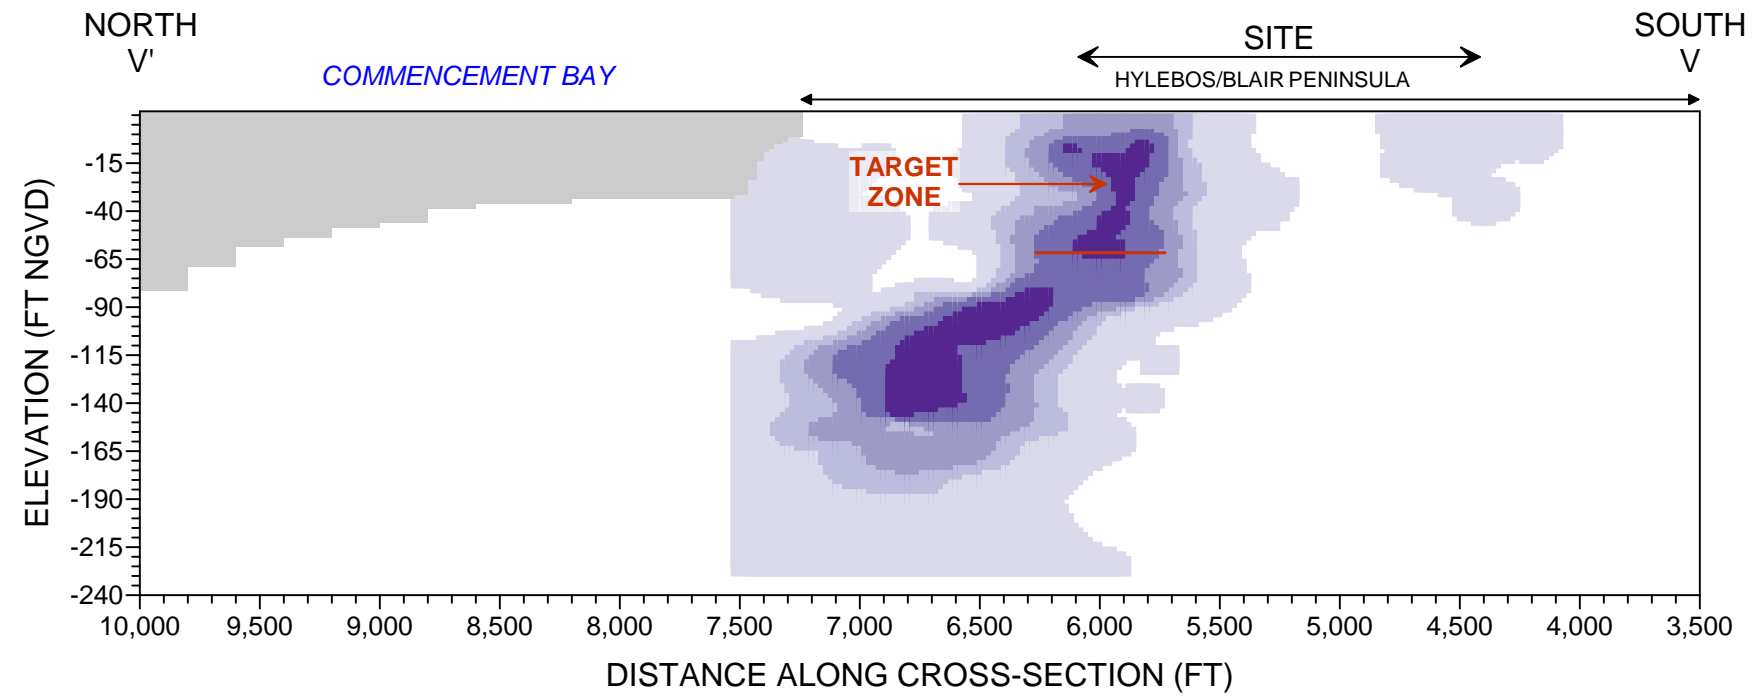 NORTH
V'
COMMENCEMENT BAY
SITE
HYLEBOS/BLAIR PENINSULA
SOUTH
V
TARGET
ZONE
ELEVATION (FT NGVD)
-15
-40
-65
-90
-115
-140
-165
-190
-215
-240
10,000 9,500 9,000 8,500 8,000 7,500 7,000 6,500 6,000 5,500 5,000 4,500 4,000 3,500
DISTANCE ALONG CROSS-SECTION (FT)